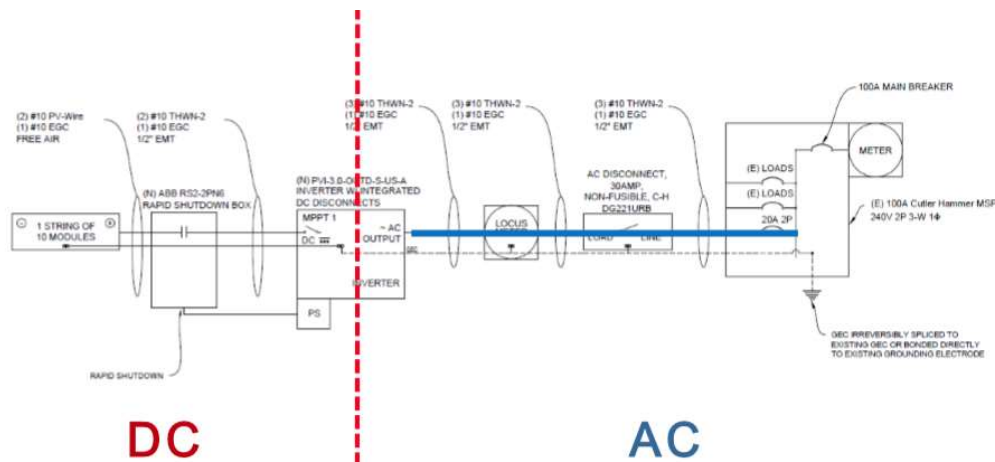 100A MAIN BREAKER
(2) #10 PV-Wire
(1) #10 EGC
FREE AIR
(2) #10 THWN-2
(1) #10 EGC
1/2" EMT
(3) #10 THWN-2
(1) #10 EGC
1/2" EMT
(3) #10 THWN-2
(1) #10 EGC
1/2" EMT
(3) #10 THWN-2
(1) #10 EGC
1/2" EMT
METER
(N) ABB RS2-2PN6
RAPID SHUTDOWN BOX
(N) PVI-3.0-OUTD-S-US-A
INVERTER W/ INTEGRATED
DC DISCONNECTS
AC DISCONNECT,
30AMP,
NON-FUSIBLE, C-H
DG221URB
(E) LOADS
(E) LOADS
20A 2P
(E) 100A Cutler Hammer MSP
240V 2P 3-W 1Φ
1 STRING OF
10 MODULES
MPPT 1
DC
~ AC
OUTPUT
GEC
INVERTER
PS
LOCUS
LOAD
LINE
RAPID SHUTDOWN
GEC IRREVERSIBLY SPLICED TO
EXISTING GEC OR BONDED DIRECTLY
TO EXISTING GROUNDING ELECTRODE
DC
AC